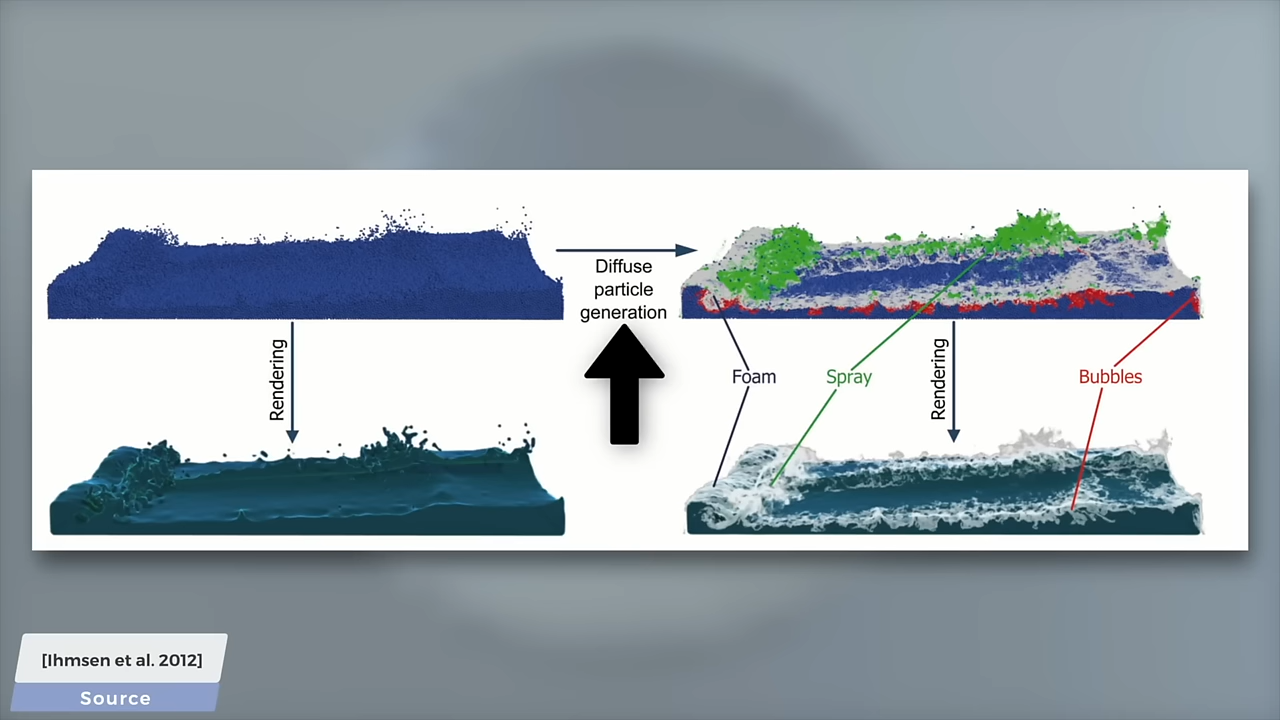 Diffuse
particle
generation
Rendering
Foam
Spray
Rendering
Bubbles
[Ihmsen et al. 2012]
Source